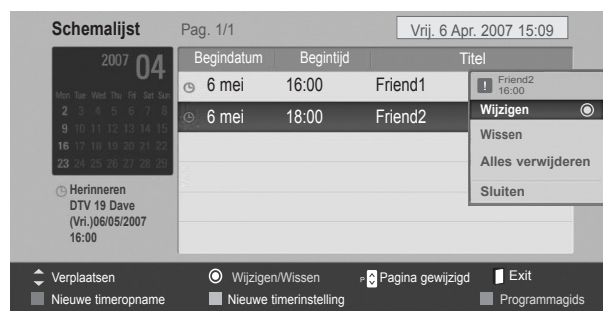 Schemalijst Pag. 1/1 Vrij. 6 Apr. 2007 15:09
2007 04
Mon Tue Wed Thu Fri Sat Sun
2 3 4 5 6 7 8
9 10 11 12 13 14 15
16 17 18 19 20 21 22
23 24 25 26 27 28 29
Herinneren
DTV 19 Dave
(Vri.)06/05/2007
16:00
Begindatum Begintijd Titel
6 mei 16:00 Friend1
6 mei 18:00 Friend2
Friend2
16:00
Wijzigen
Wissen
Alles verwijderen
Sluiten
Verplaatsen Wijzigen/Wissen P Pagina gewijzigd Exit
Nieuwe timeropname Nieuwe timerinstelling Programmagids